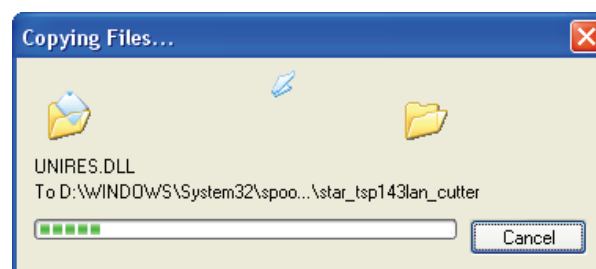 Copying Files...
UNIRES.DLL
To D:\WINDOWS\System32\spoo...\star_tsp143lan_cutter
Cancel